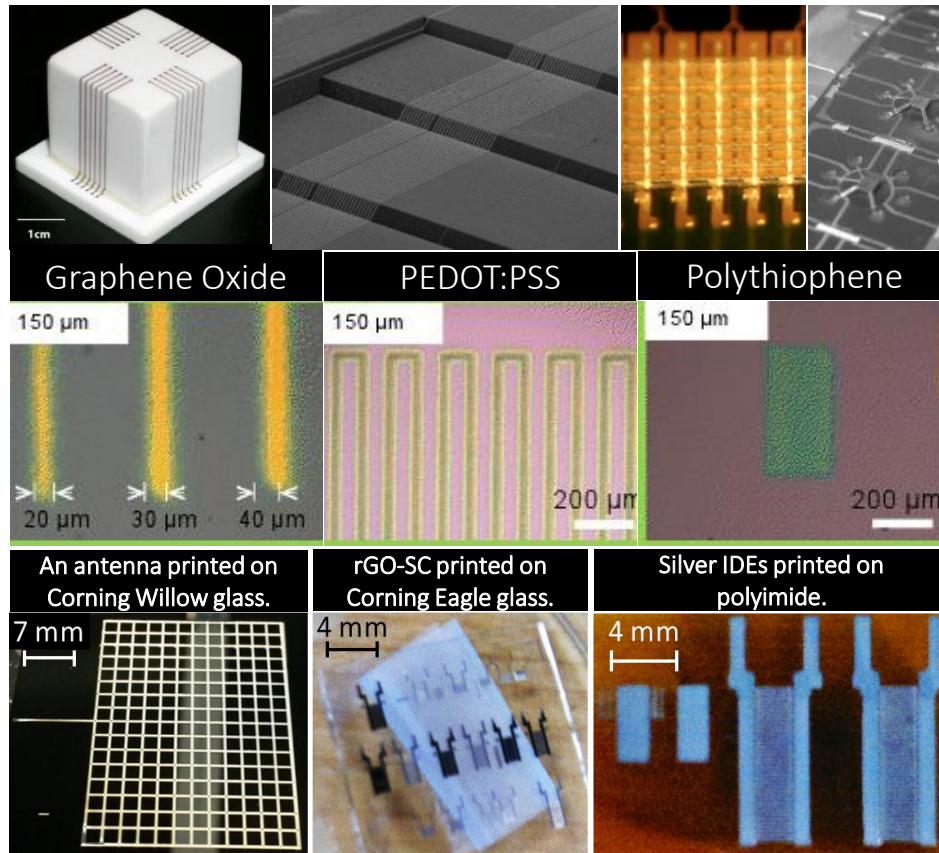 1cm
Graphene Oxide
PEDOT:PSS
Polythiophene
150 µm
150 µm
150 µm
20 µm
30 µm
40 µm
200 µm
200 µm
An antenna printed on
Corning Willow glass.
rGO-SC printed on
Corning Eagle glass.
Silver IDEs printed on
polyimide.
7 mm
4 mm
4 mm